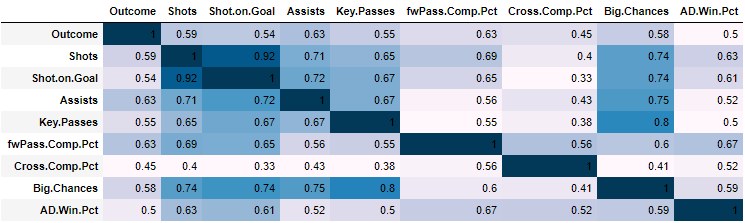 Outcome Shots Shot.on.Goal Assists Key.Passes fwPass.Comp.Pct Cross.Comp.Pct Big.Chances AD.Win.Pct
Outcome 1 0.59 0.54 0.63 0.55 0.63 0.45 0.58 0.5
Shots 0.59 1 0.92 0.71 0.65 0.69 0.4 0.74 0.63
Shot.on.Goal 0.54 0.92 1 0.72 0.67 0.65 0.33 0.74 0.61
Assists 0.63 0.71 0.72 1 0.67 0.56 0.43 0.75 0.52
Key.Passes 0.55 0.65 0.67 0.67 1 0.55 0.38 0.8 0.5
fwPass.Comp.Pct 0.63 0.69 0.65 0.56 0.55 1 0.56 0.6 0.67
Cross.Comp.Pct 0.45 0.4 0.33 0.43 0.38 0.56 1 0.41 0.52
Big.Chances 0.58 0.74 0.74 0.75 0.8 0.6 0.41 1 0.59
AD.Win.Pct 0.5 0.63 0.61 0.52 0.5 0.67 0.52 0.59 1